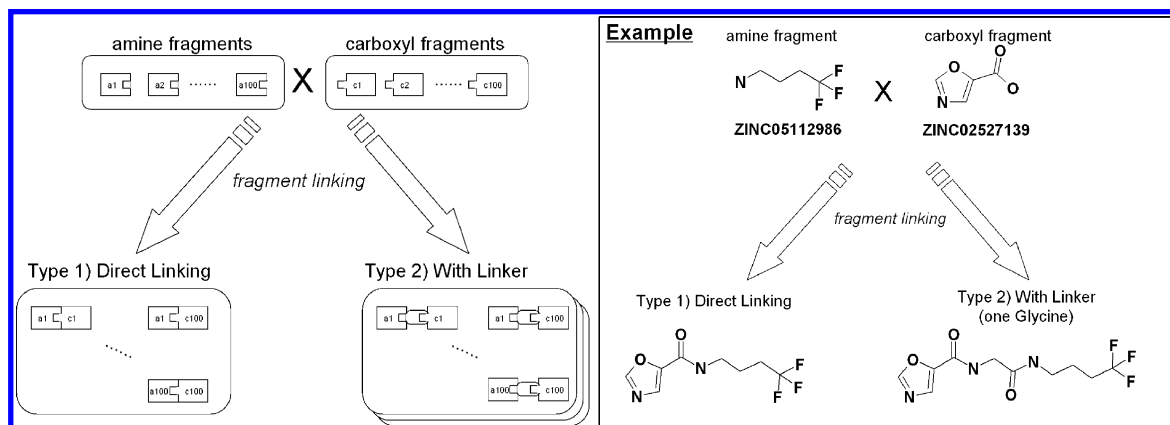 amine fragments
carboxyl fragments
a1 a2 ...... a100 X c1 c2 ...... c100
fragment linking
Type 1) Direct Linking
a1 c1 a1 c100
......
a100 c100
Type 2) With Linker
a1 c1 a1 c100
......
a100 c100
Example
amine fragment
carboxyl fragment
N F F F X O N O O
ZINC05112986
ZINC02527139
fragment linking
Type 1) Direct Linking
O O N N F F F
Type 2) With Linker
(one Glycine)
O O N N O N F F F